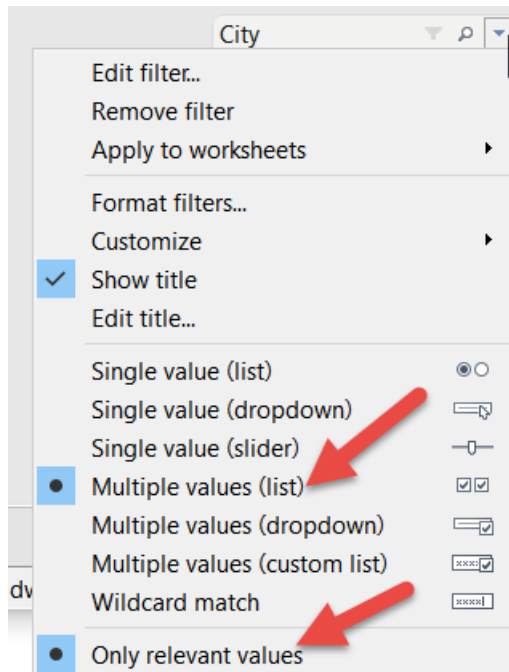 City
Edit filter...
Remove filter
Apply to worksheets
Format filters...
Customize
Show title
Edit title...
Single value (list)
Single value (dropdown)
Single value (slider)
Multiple values (list)
Multiple values (dropdown)
Multiple values (custom list)
Wildcard match
Only relevant values